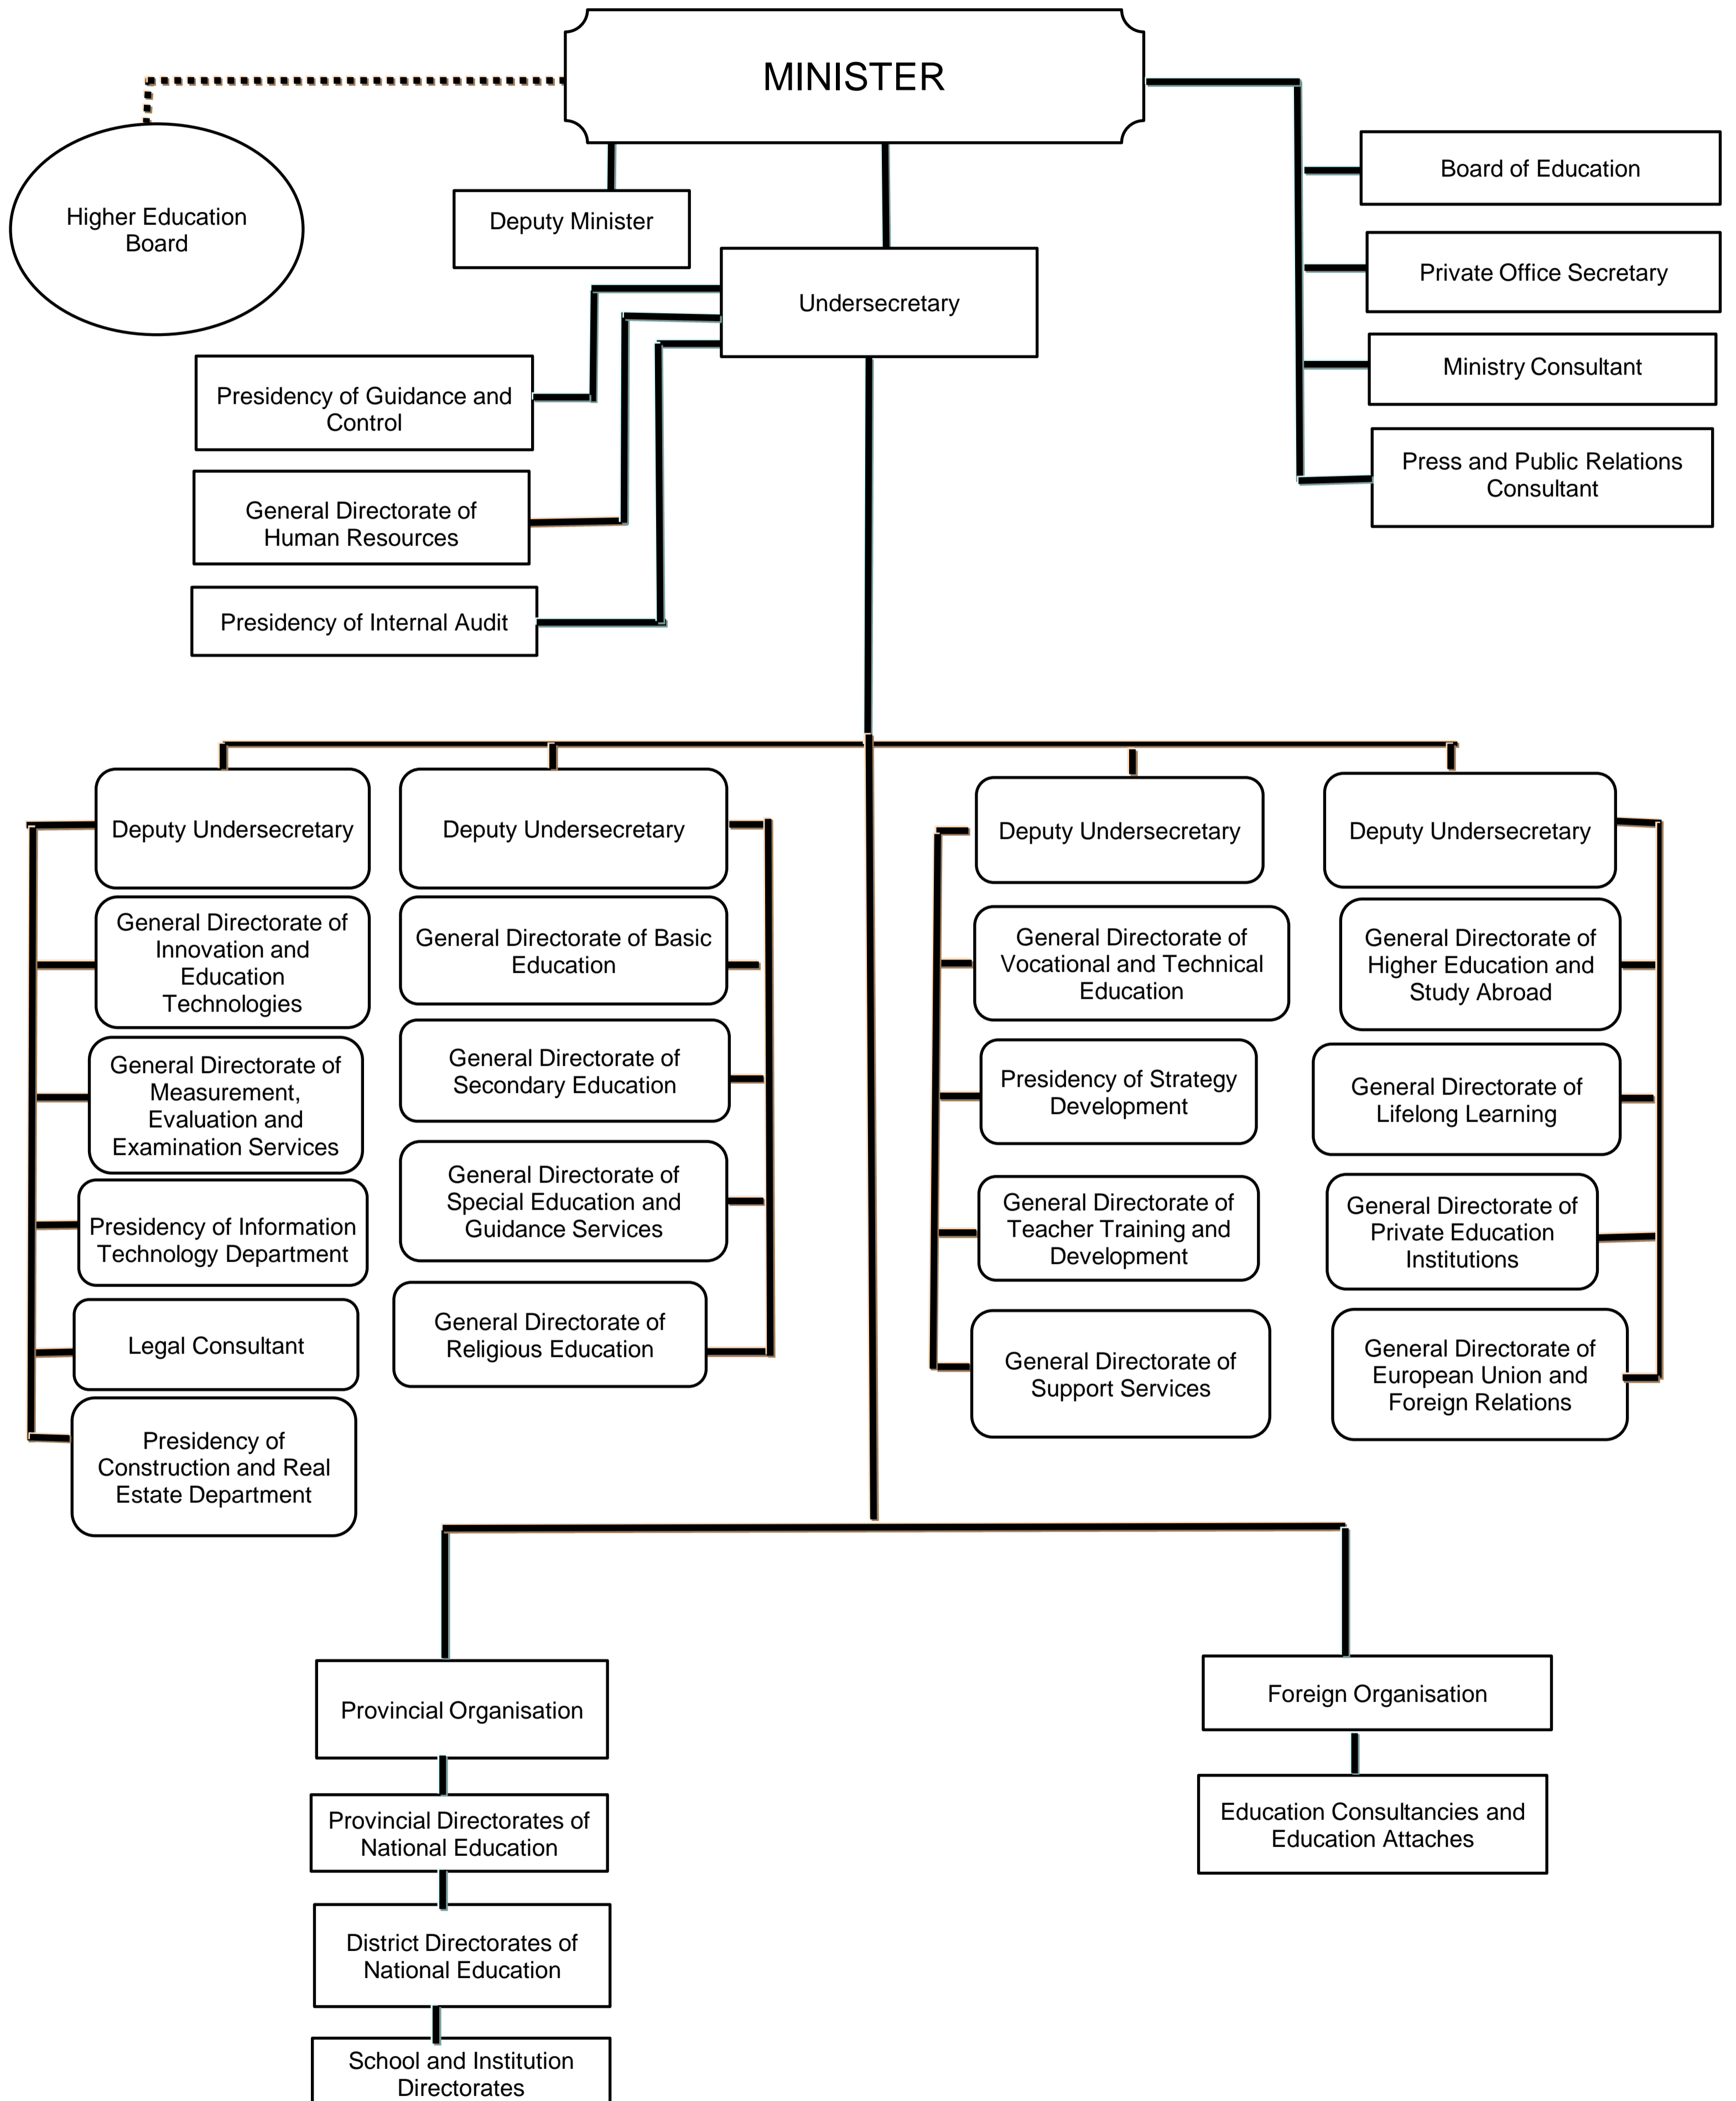 MINISTER
Higher Education
Board
Deputy Minister
Undersecretary
Board of Education
Private Office Secretary
Ministry Consultant
Press and Public Relations
Consultant
Presidency of Guidance and
Control
General Directorate of
Human Resources
Presidency of Internal Audit
Deputy Undersecretary
General Directorate of
Innovation and
Education
Technologies
General Directorate of
Measurement,
Evaluation and
Examination Services
Presidency of Information
Technology Department
Legal Consultant
Presidency of
Construction and Real
Estate Department
Deputy Undersecretary
General Directorate of Basic
Education
General Directorate of
Secondary Education
General Directorate of
Special Education and
Guidance Services
General Directorate of
Religious Education
Deputy Undersecretary
General Directorate of
Vocational and Technical
Education
Presidency of Strategy
Development
General Directorate of
Teacher Training and
Development
General Directorate of
Support Services
Deputy Undersecretary
General Directorate of
Higher Education and
Study Abroad
General Directorate of
Lifelong Learning
General Directorate of
Private Education
Institutions
General Directorate of
European Union and
Foreign Relations
Provincial Organisation
Provincial Directorates of
National Education
District Directorates of
National Education
School and Institution
Directorates
Foreign Organisation
Education Consultancies and
Education Attaches